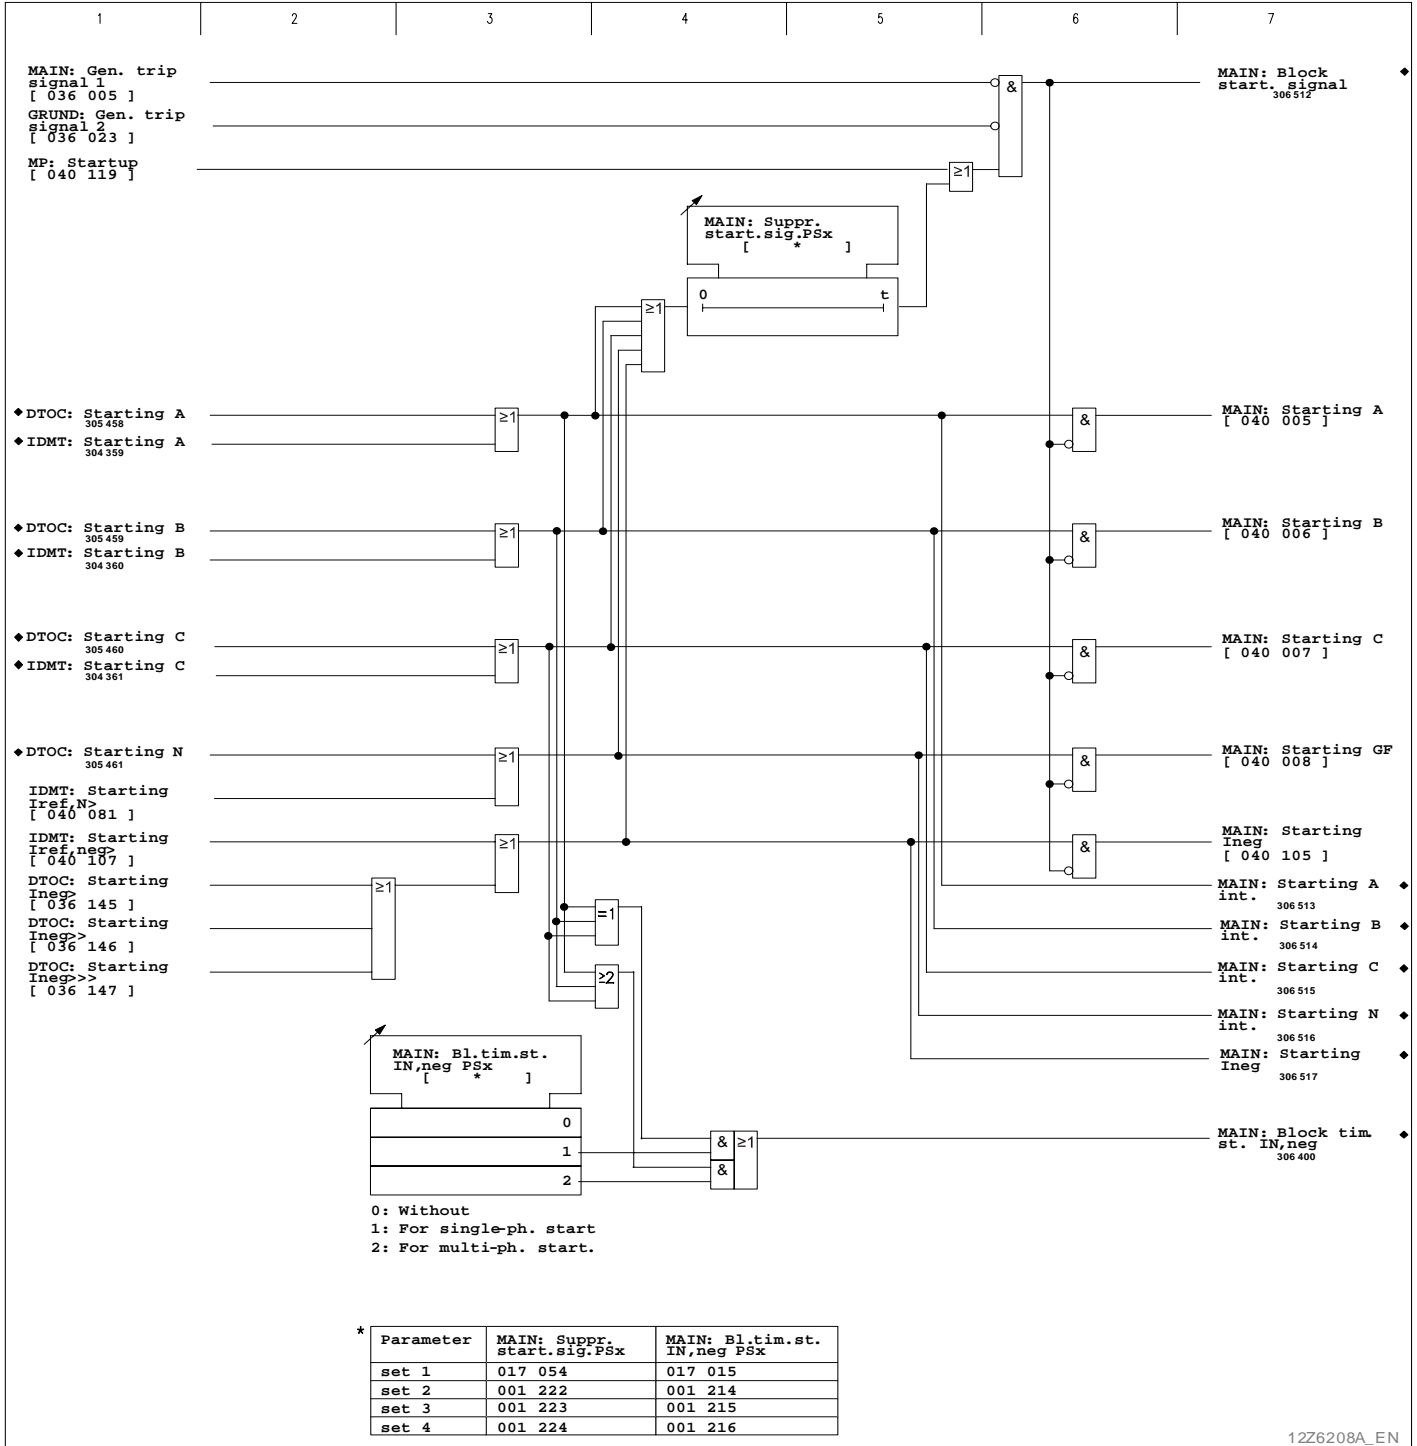 1 2 3 4 5 6 7
MAIN: Gen. trip
signal 1
[ 036 005 ]
GRUND: Gen. trip
signal 2
[ 036 023 ]
MP: Startup
[ 040 119 ]
&
≥1
MAIN: Block
start. signal
306 512
MAIN: Suppr.
start.sig.PSx
[ * ]
0 t
≥1
DTOC: Starting A
305 458
IDMT: Starting A
304 359
≥1
&
MAIN: Starting A
[ 040 005 ]
DTOC: Starting B
305 459
IDMT: Starting B
304 360
≥1
&
MAIN: Starting B
[ 040 006 ]
DTOC: Starting C
305 460
IDMT: Starting C
304 361
≥1
&
MAIN: Starting C
[ 040 007 ]
DTOC: Starting N
305 461
IDMT: Starting
Iref,N>
[ 040 081 ]
≥1
&
MAIN: Starting GF
[ 040 008 ]
IDMT: Starting
Iref,neg>
[ 040 107 ]
≥1
&
MAIN: Starting
Ineg
[ 040 105 ]
DTOC: Starting
Ineg>
[ 036 145 ]
DTOC: Starting
Ineg>>
[ 036 146 ]
DTOC: Starting
Ineg>>>
[ 036 147 ]
≥1
=1
≥2
MAIN: Starting A
int.
306 513
MAIN: Starting B
int.
306 514
MAIN: Starting C
int.
306 515
MAIN: Starting N
int.
306 516
MAIN: Starting
Ineg
306 517
MAIN: Bl.tim.st.
IN,neg PSx
[ * ]
0
1
2
& ≥1
&
MAIN: Block tim.
st. IN,neg
306 400
0: Without
1: For single-ph. start
2: For multi-ph. start.
*
Parameter MAIN: Suppr. start.sig.PSx MAIN: Bl.tim.st. IN,neg PSx
set 1 017 054 017 015
set 2 001 222 001 214
set 3 001 223 001 215
set 4 001 224 001 216
12Z6208A_EN